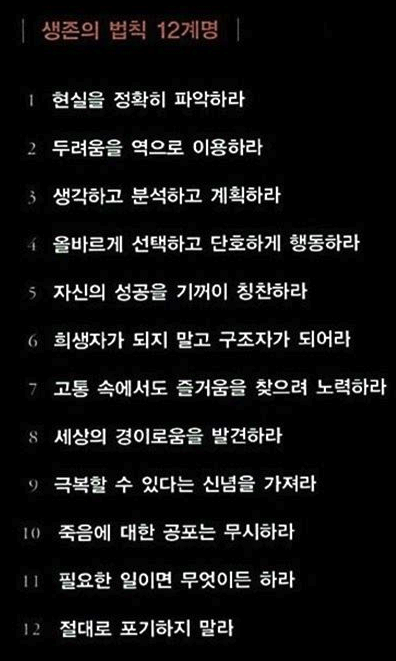 생존의 법칙 12계명
1 현실을 정확히 파악하라
2 두려움을 역으로 이용하라
3 생각하고 분석하고 계획하라
4 올바르게 선택하고 단호하게 행동하라
5 자신의 성공을 기꺼이 칭찬하라
6 희생자가 되지 말고 구조자가 되어라
7 고통 속에서도 즐거움을 찾으려 노력하라
8 세상의 경이로움을 발견하라
9 극복할 수 있다는 신념을 가져라
10 죽음에 대한 공포는 무시하라
11 필요한 일이면 무엇이든 하라
12 절대로 포기하지 말라